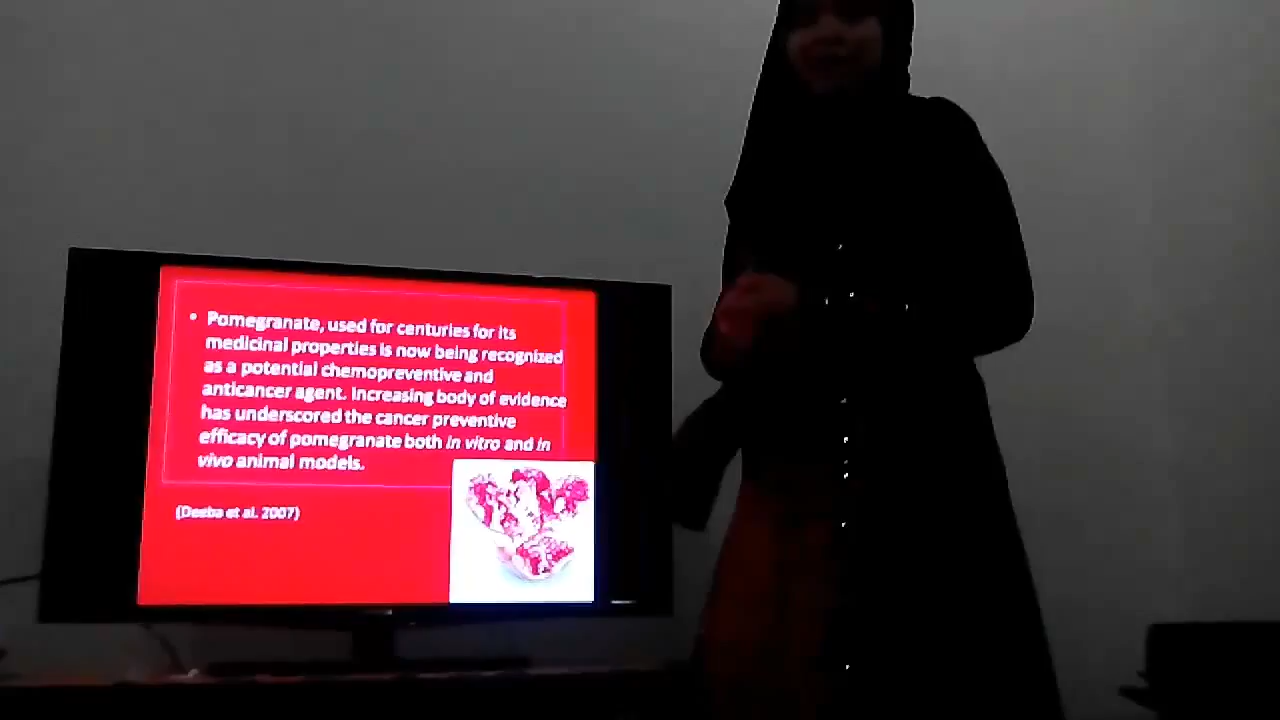 • Pomegranate, used for centuries for its
medicinal properties is now being recognized
as a potential chemopreventive and
anticancer agent. Increasing body of evidence
has underscored the cancer preventive
efficacy of pomegranate both in vitro and in
vivo animal models.
(Deeba et al. 2007)